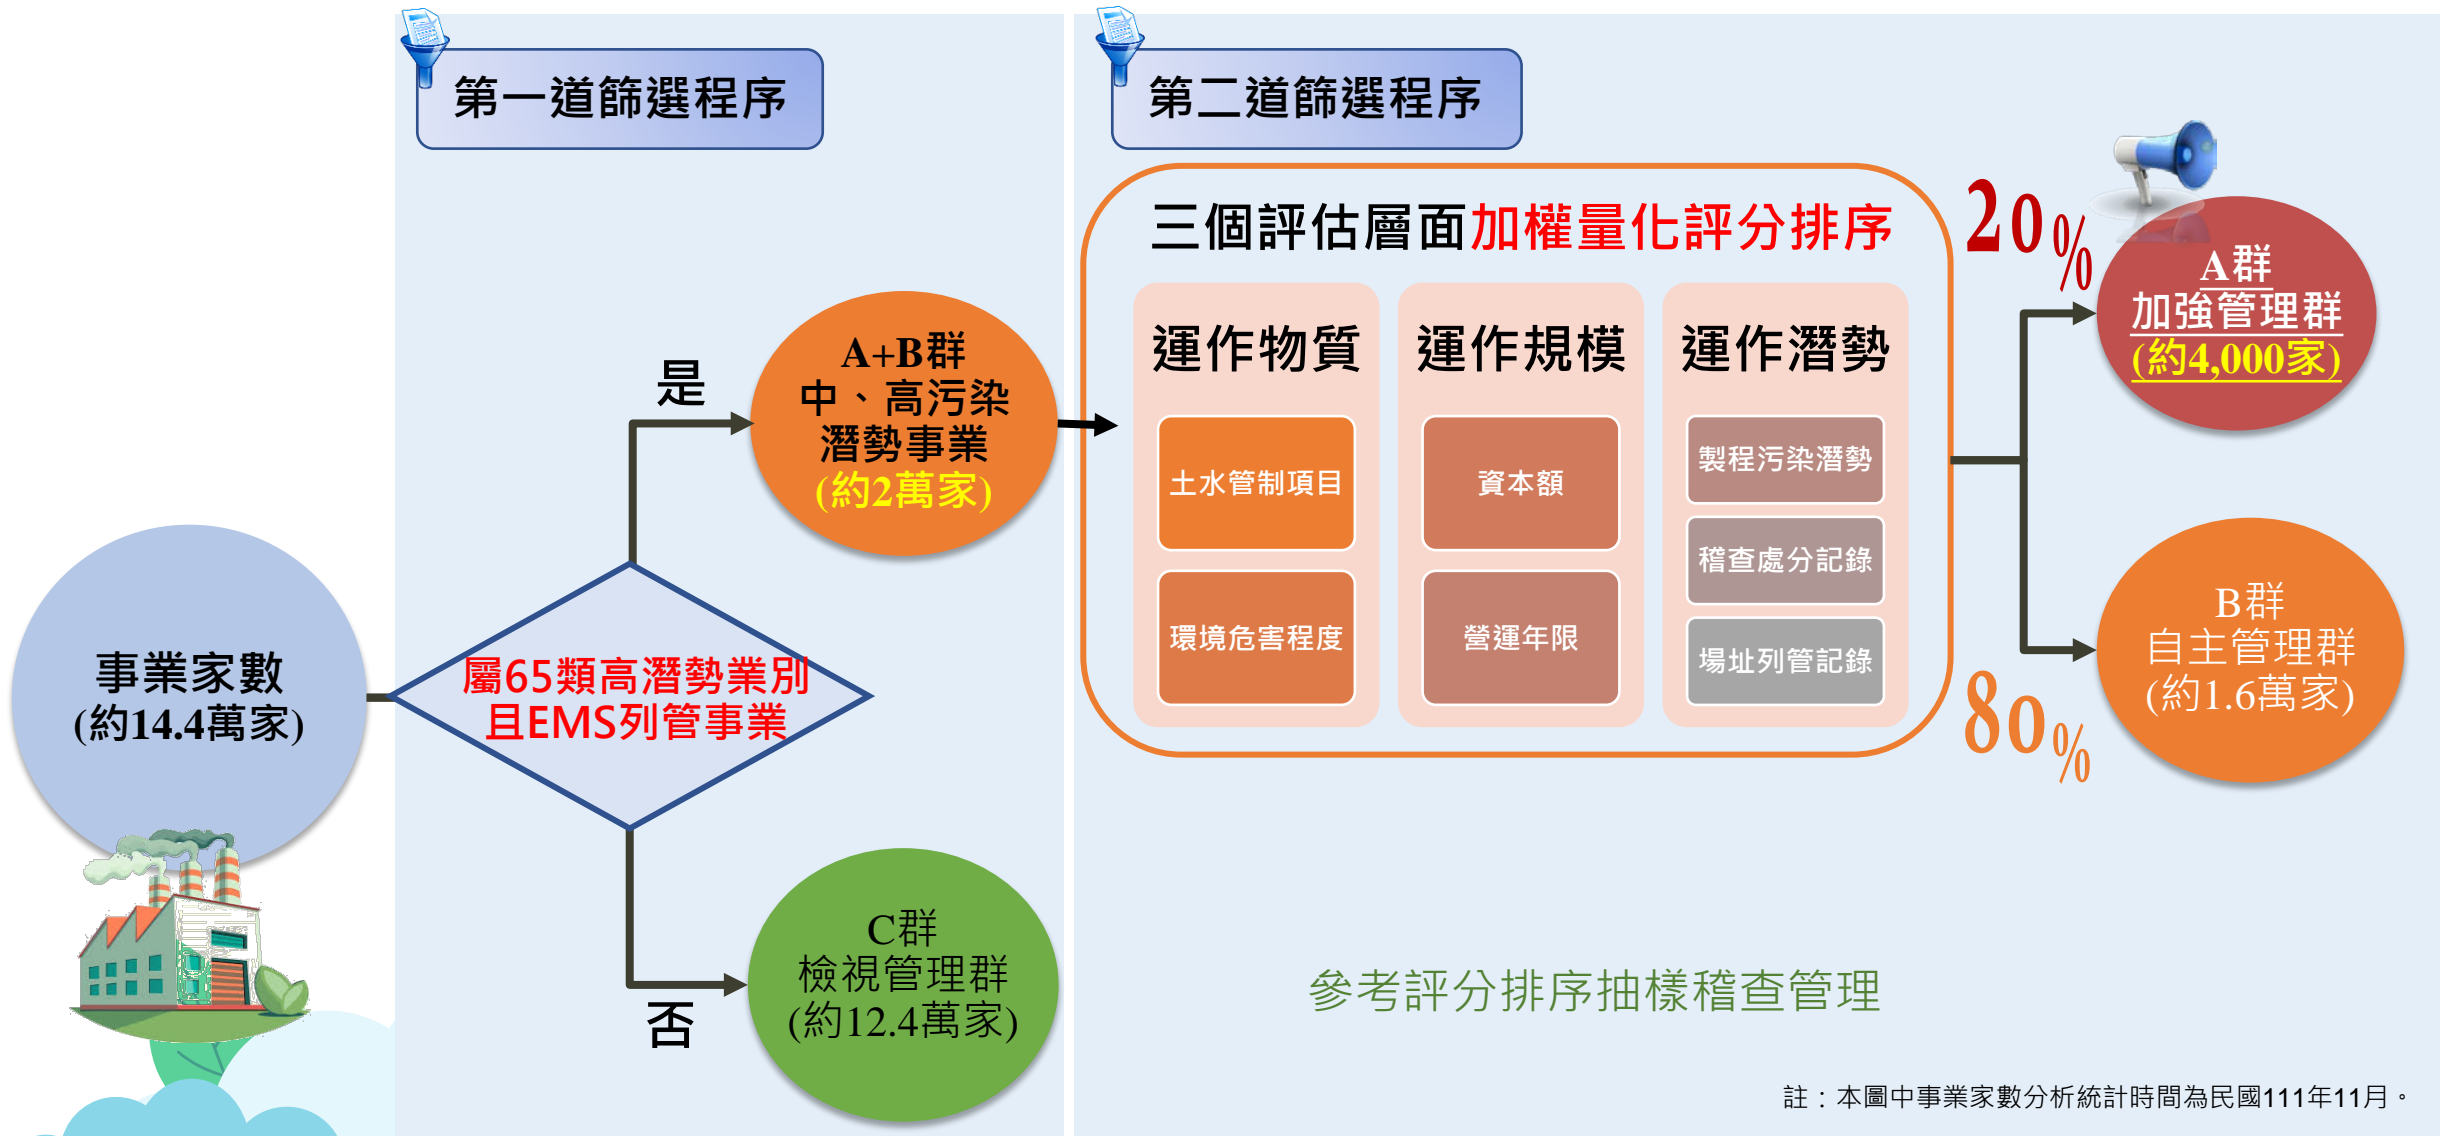 第一道篩選程序
第二道篩選程序
事業家數
(約14.4萬家)
屬65類高潛勢業別
且EMS列管事業
是
A+B群
中、高污染
潛勢事業
(約2萬家)
否
C群
檢視管理群
(約12.4萬家)
三個評估層面加權量化評分排序
運作物質
土水管制項目
環境危害程度
運作規模
資本額
營運年限
運作潛勢
製程污染潛勢
稽查處分記錄
場址列管記錄
20%
A群
加強管理群
(約4,000家)
80%
B群
自主管理群
(約1.6萬家)
參考評分排序抽樣稽查管理
註：本圖中事業家數分析統計時間為民國111年11月。